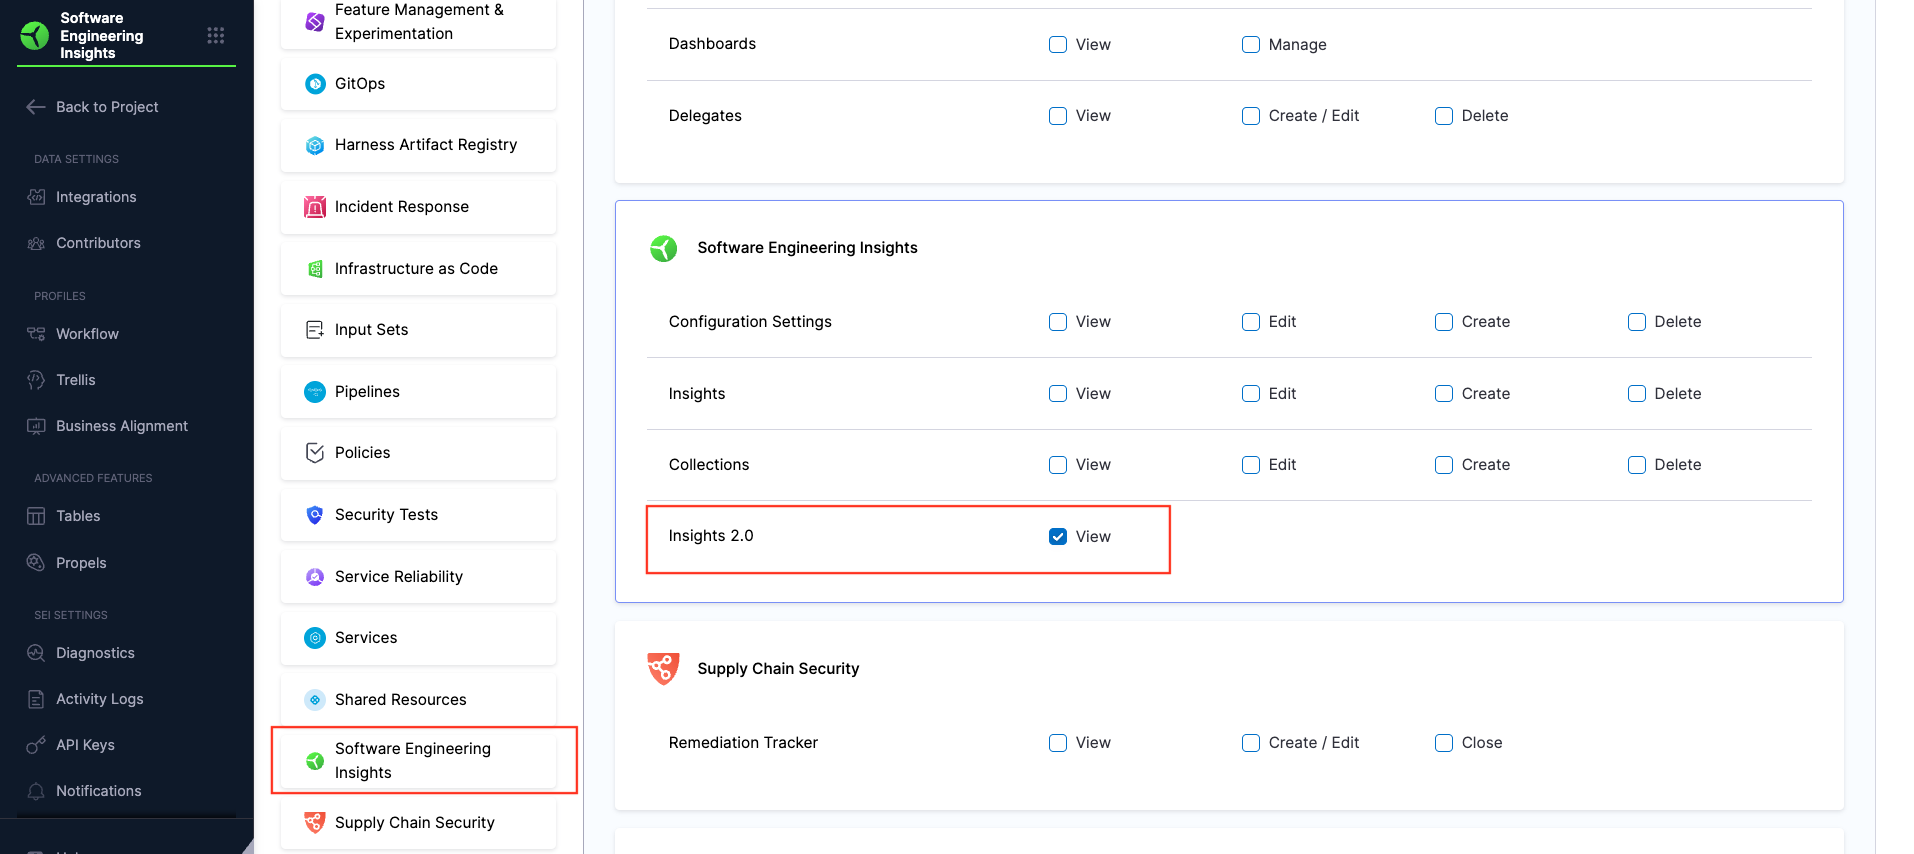 Software
Engineering
Insights
Back to Project
DATA SETTINGS
Integrations
Contributors
PROFILES
Workflow
Trellis
Business Alignment
ADVANCED FEATURES
Tables
Propels
SEI SETTINGS
Diagnostics
Activity Logs
API Keys
Notifications
Feature Management &
Experimentation
GitOps
Harness Artifact Registry
Incident Response
Infrastructure as Code
Input Sets
Pipelines
Policies
Security Tests
Service Reliability
Services
Shared Resources
Software Engineering
Insights
Supply Chain Security
Dashboards View Manage
Delegates View Create / Edit Delete
Software Engineering Insights
Configuration Settings View Edit Create Delete
Insights View Edit Create Delete
Collections View Edit Create Delete
Insights 2.0 View
Supply Chain Security
Remediation Tracker View Create / Edit Close